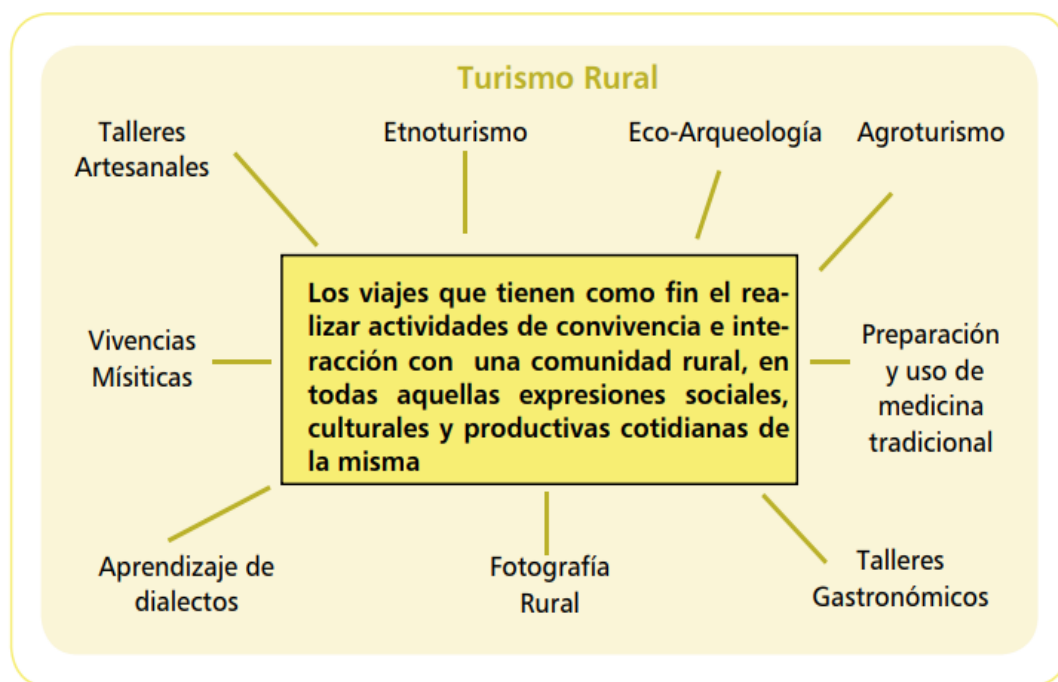 Turismo Rural
Talleres
Artesanales
Etnoturismo
Eco-Arqueología
Agroturismo
Los viajes que tienen como fin el rea-
lizar actividades de convivencia e inte-
racción con una comunidad rural, en
todas aquellas expresiones sociales,
culturales y productivas cotidianas de
la misma
Vivencias
Mísiticas
Preparación
y uso de
medicina
tradicional
Aprendizaje de
dialectos
Fotografía
Rural
Talleres
Gastronómicos